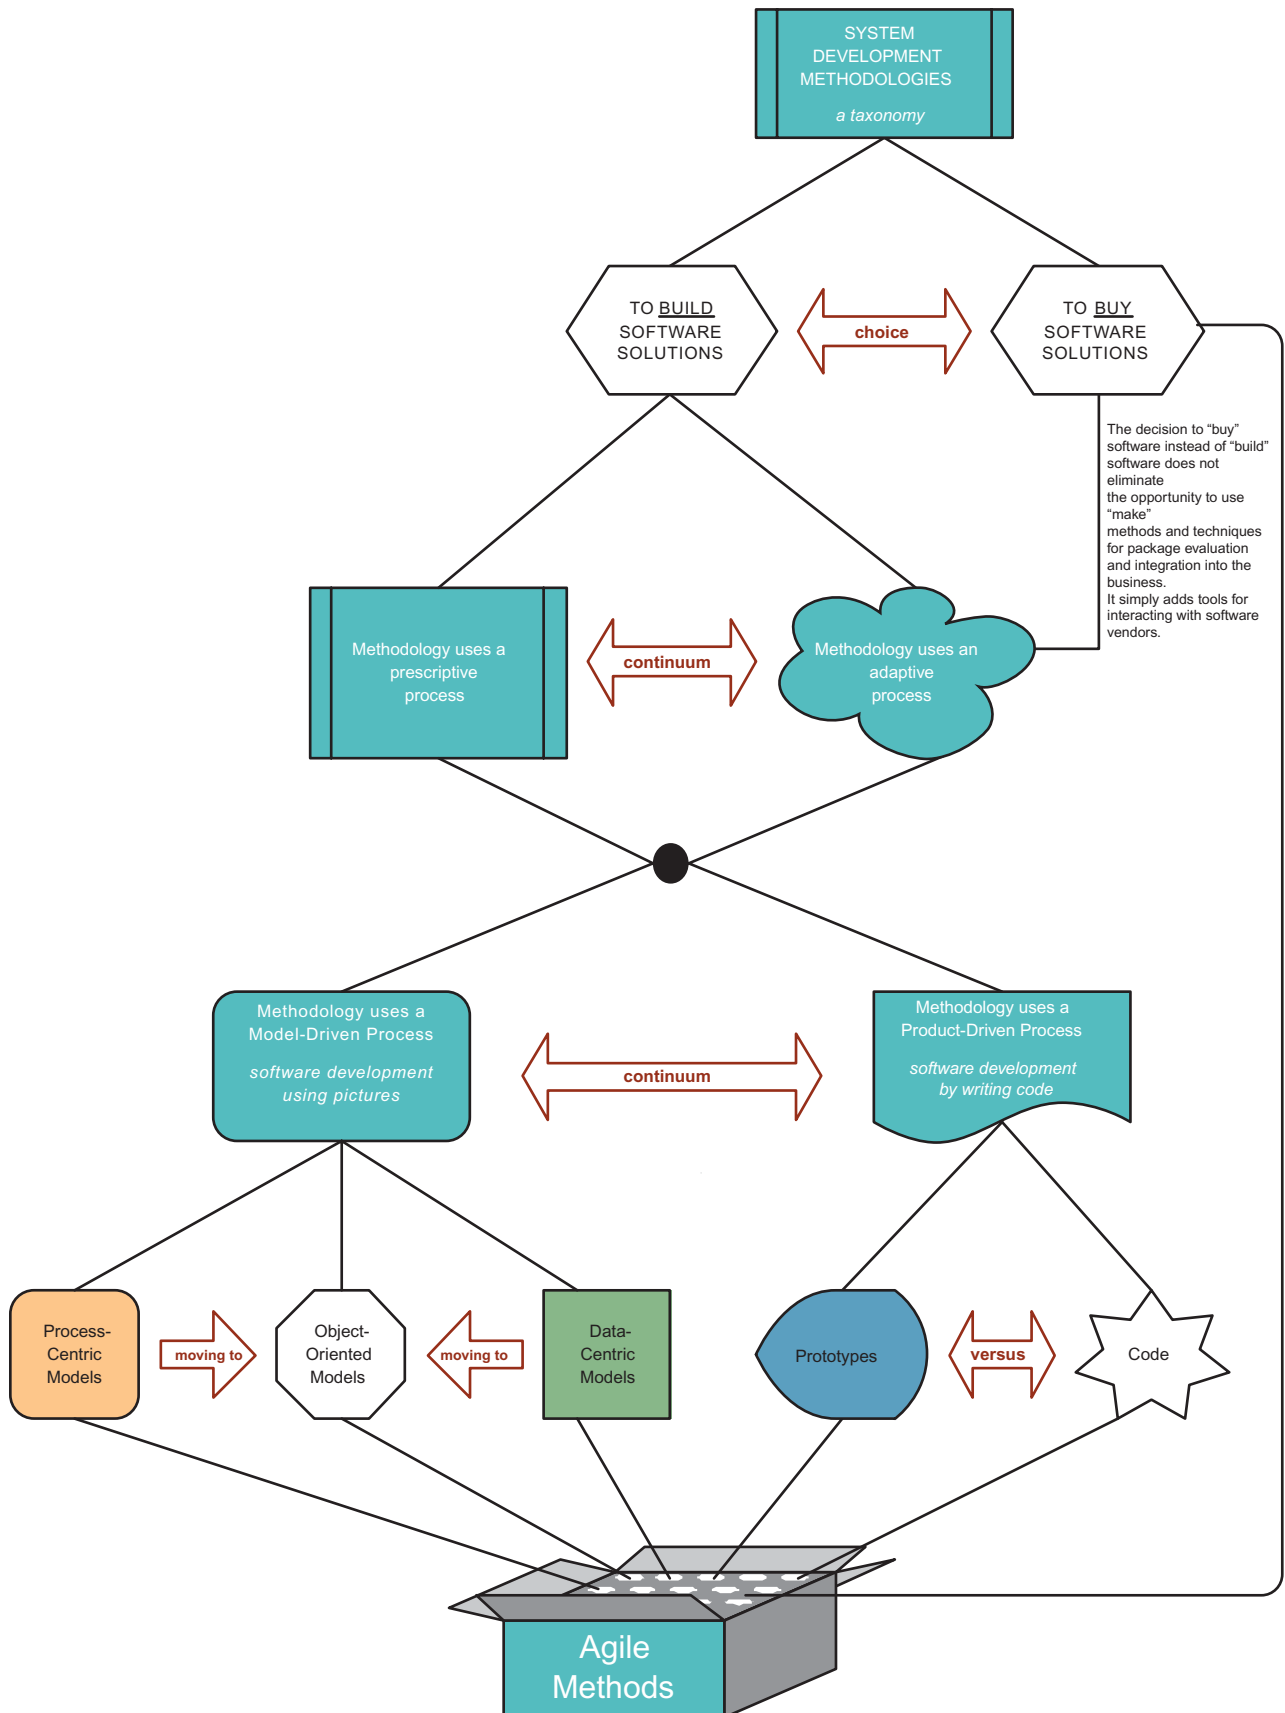 SYSTEM
DEVELOPMENT
METHODOLOGIES
a taxonomy
TO BUILD
SOFTWARE
SOLUTIONS
choice
TO BUY
SOFTWARE
SOLUTIONS
The decision to “buy”
software instead of “build”
software does not
eliminate
the opportunity to use
“make”
methods and techniques
for package evaluation
and integration into the
business.
It simply adds tools for
interacting with software
vendors.
Methodology uses a
prescriptive
process
continuum
Methodology uses an
adaptive
process
Methodology uses a
Model-Driven Process
software development
using pictures
continuum
Methodology uses a
Product-Driven Process
software development
by writing code
Process-
Centric
Models
moving to
Object-
Oriented
Models
moving to
Data-
Centric
Models
Prototypes
versus
Code
Agile
Methods